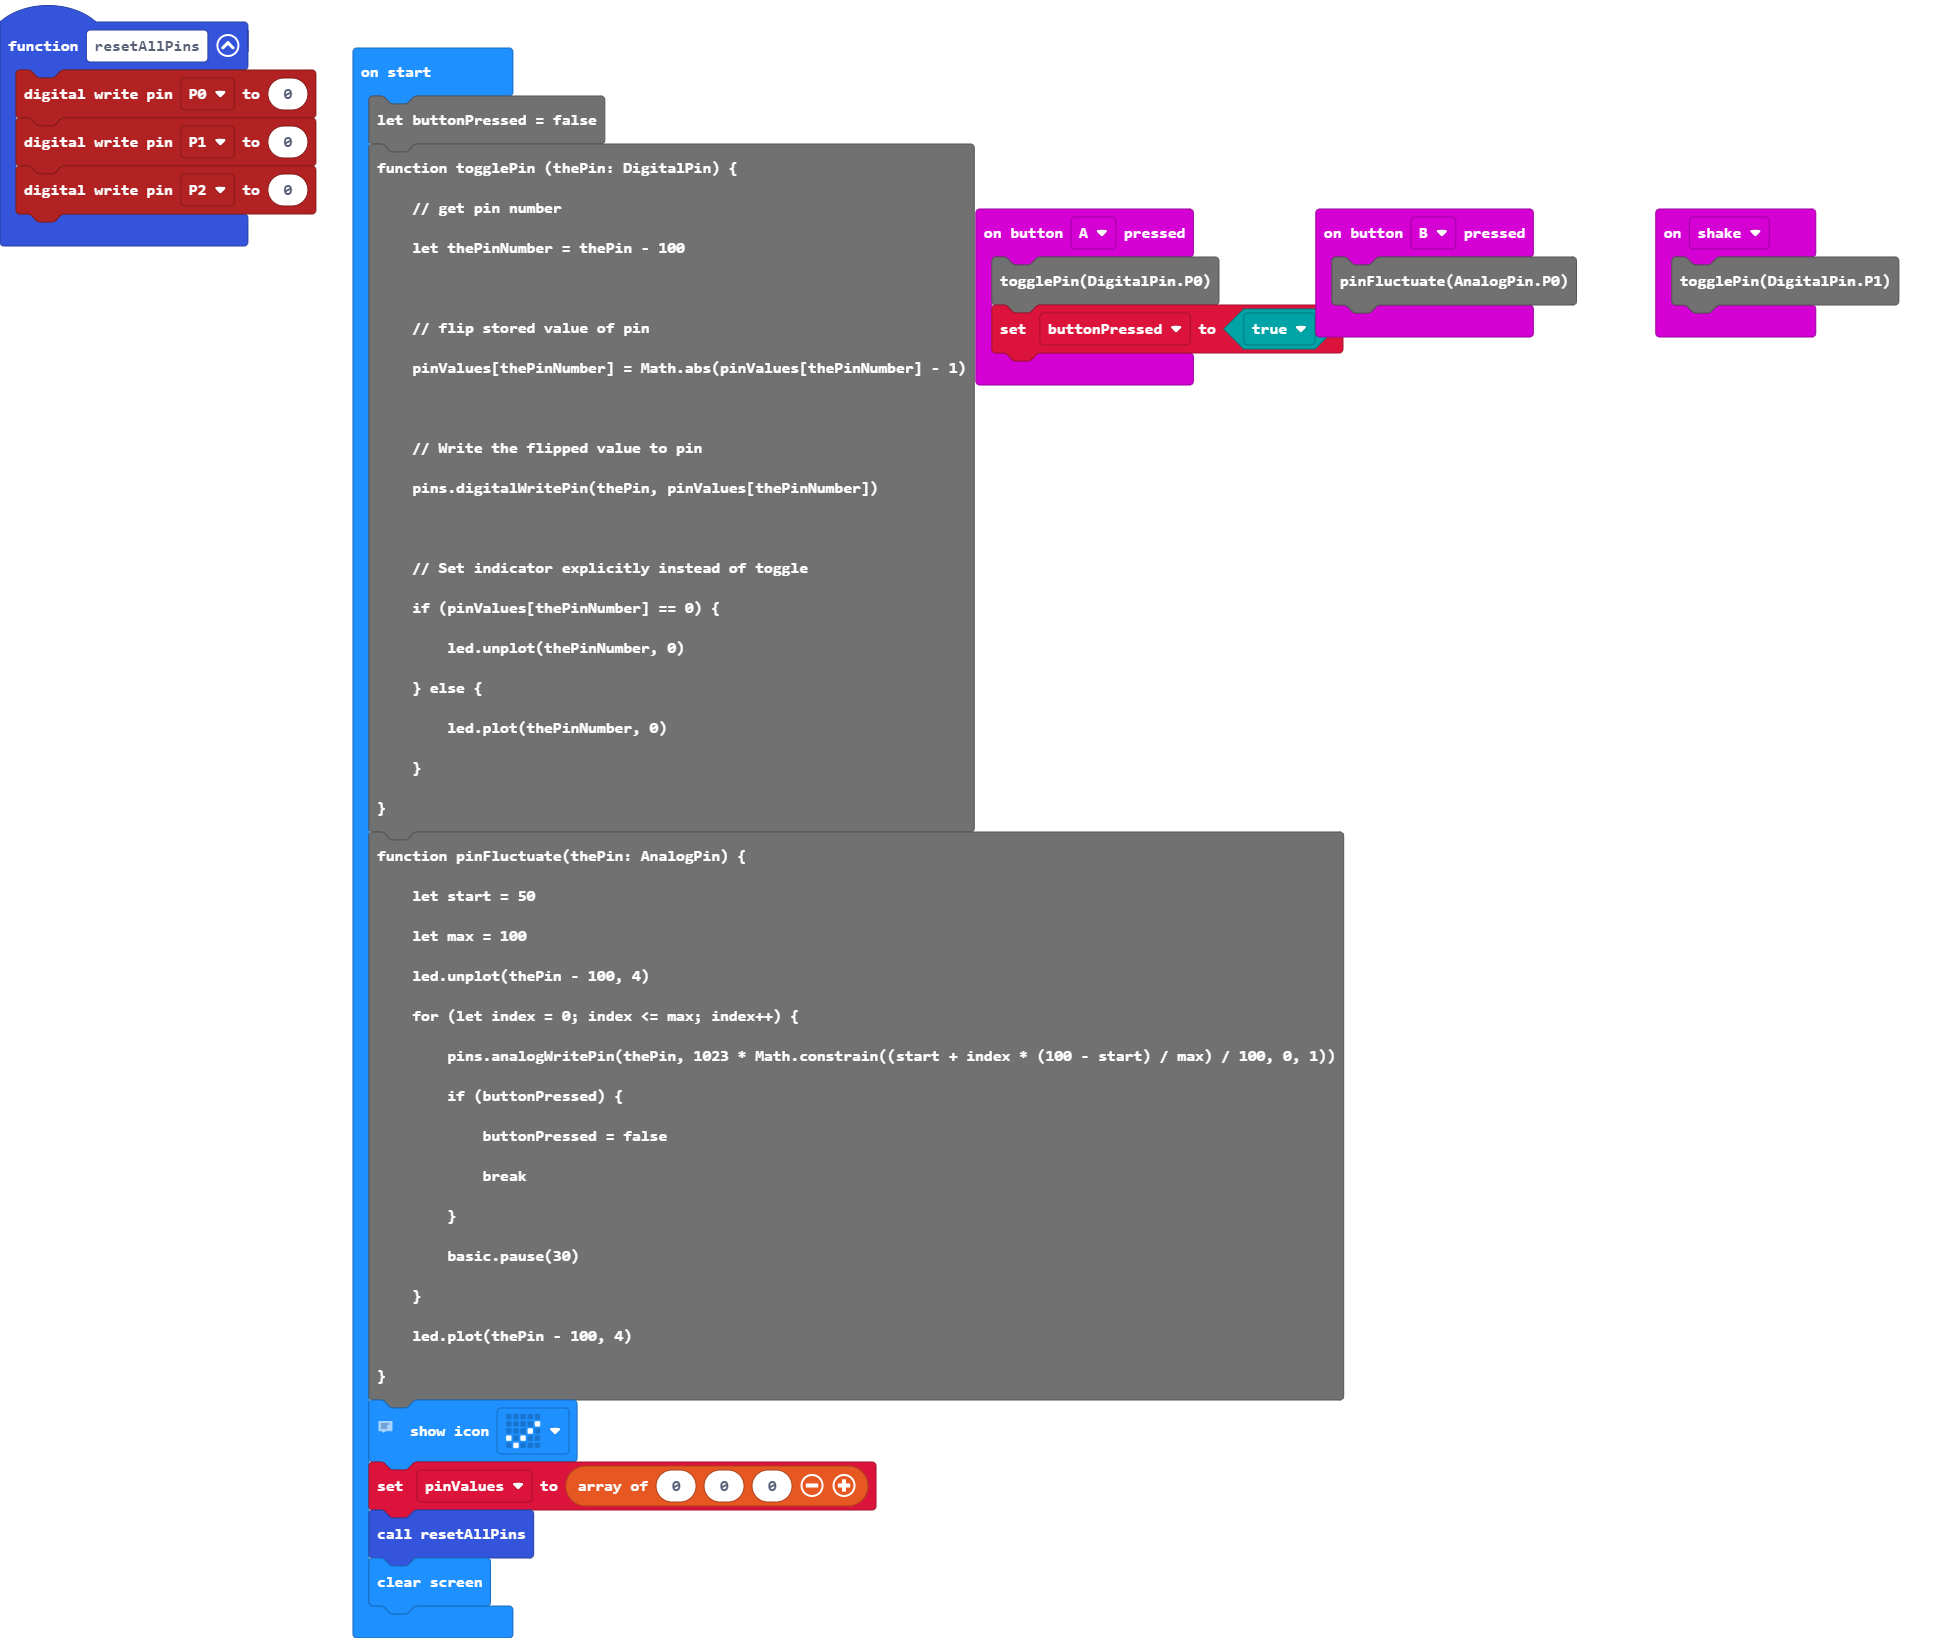 function resetAllPins
digital write pin P0 to 0
digital write pin P1 to 0
digital write pin P2 to 0
on start
let buttonPressed = false
function togglePin (thePin: DigitalPin) {
// get pin number
let thePinNumber = thePin - 100
// flip stored value of pin
pinValues[thePinNumber] = Math.abs(pinValues[thePinNumber] - 1)
// Write the flipped value to pin
pins.digitalWritePin(thePin, pinValues[thePinNumber])
// Set indicator explicitly instead of toggle
if (pinValues[thePinNumber] == 0) {
led.unplot(thePinNumber, 0)
} else {
led.plot(thePinNumber, 0)
}
}
function pinFluctuate(thePin: AnalogPin) {
let start = 50
let max = 100
led.unplot(thePin - 100, 4)
for (let index = 0; index <= max; index++) {
pins.analogWritePin(thePin, 1023 * Math.constrain((start + index * (100 - start) / max) / 100, 0, 1))
if (buttonPressed) {
buttonPressed = false
break
}
basic.pause(30)
}
led.plot(thePin - 100, 4)
}
show icon
set pinValues to array of 0 0 0
call resetAllPins
clear screen
on button A pressed
togglePin(DigitalPin.P0)
set buttonPressed to true
on button B pressed
pinFluctuate(AnalogPin.P0)
on shake
togglePin(DigitalPin.P1)